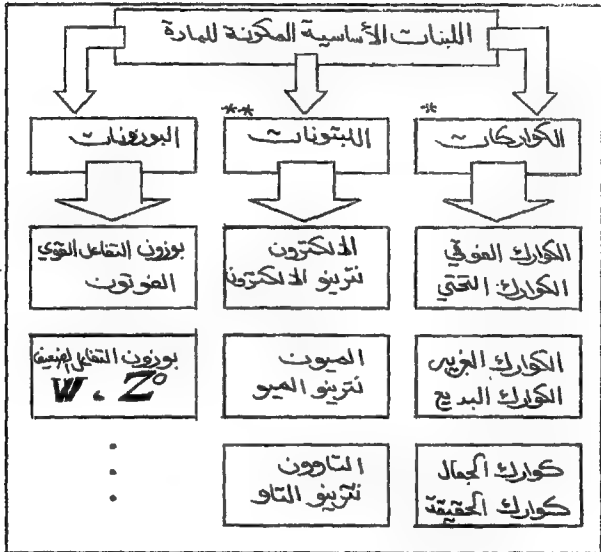 اللبنات الأساسية المكونة للمادة
* الكواركات
** اللبتونات
البوزونات
الكوارك الفوقي
الكوارك التحتي
الالكترون
نترينو الالكترون
بوزون التفاعل القوي
الفوتون
الكوارك الغريب
الكوارك البديع
الميون
نترينو الميو
بوزون التفاعل الضعيف
W . Z°
كوارك الجمال
كوارك الحقيقة
التاوون
نترينو التاو